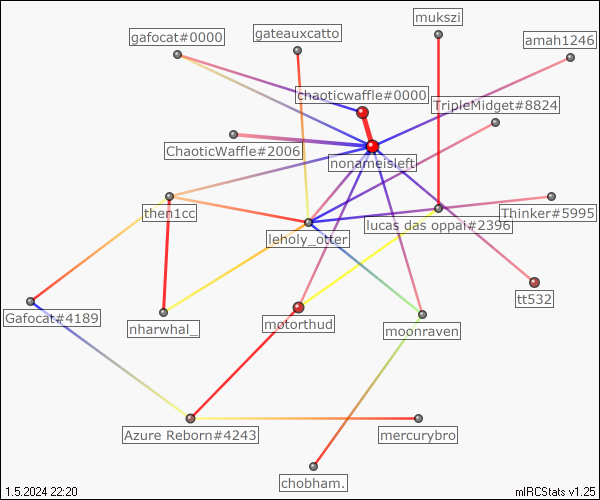 mukszi
gafocat#0000
gateauxcatto
amah1246
chaoticwaffle#0000
TripleMidget#8824
ChaoticWaffle#2006
nonameisleft
then1cc
Thinker#5995
lucas das oppai#2396
leholy_otter
tt532
Gafocat#4189
nharwhal_
motorthud
moonraven
Azure Reborn#4243
mercurybro
chobham.
1.5.2024 22:20
mIRCStats v1.25